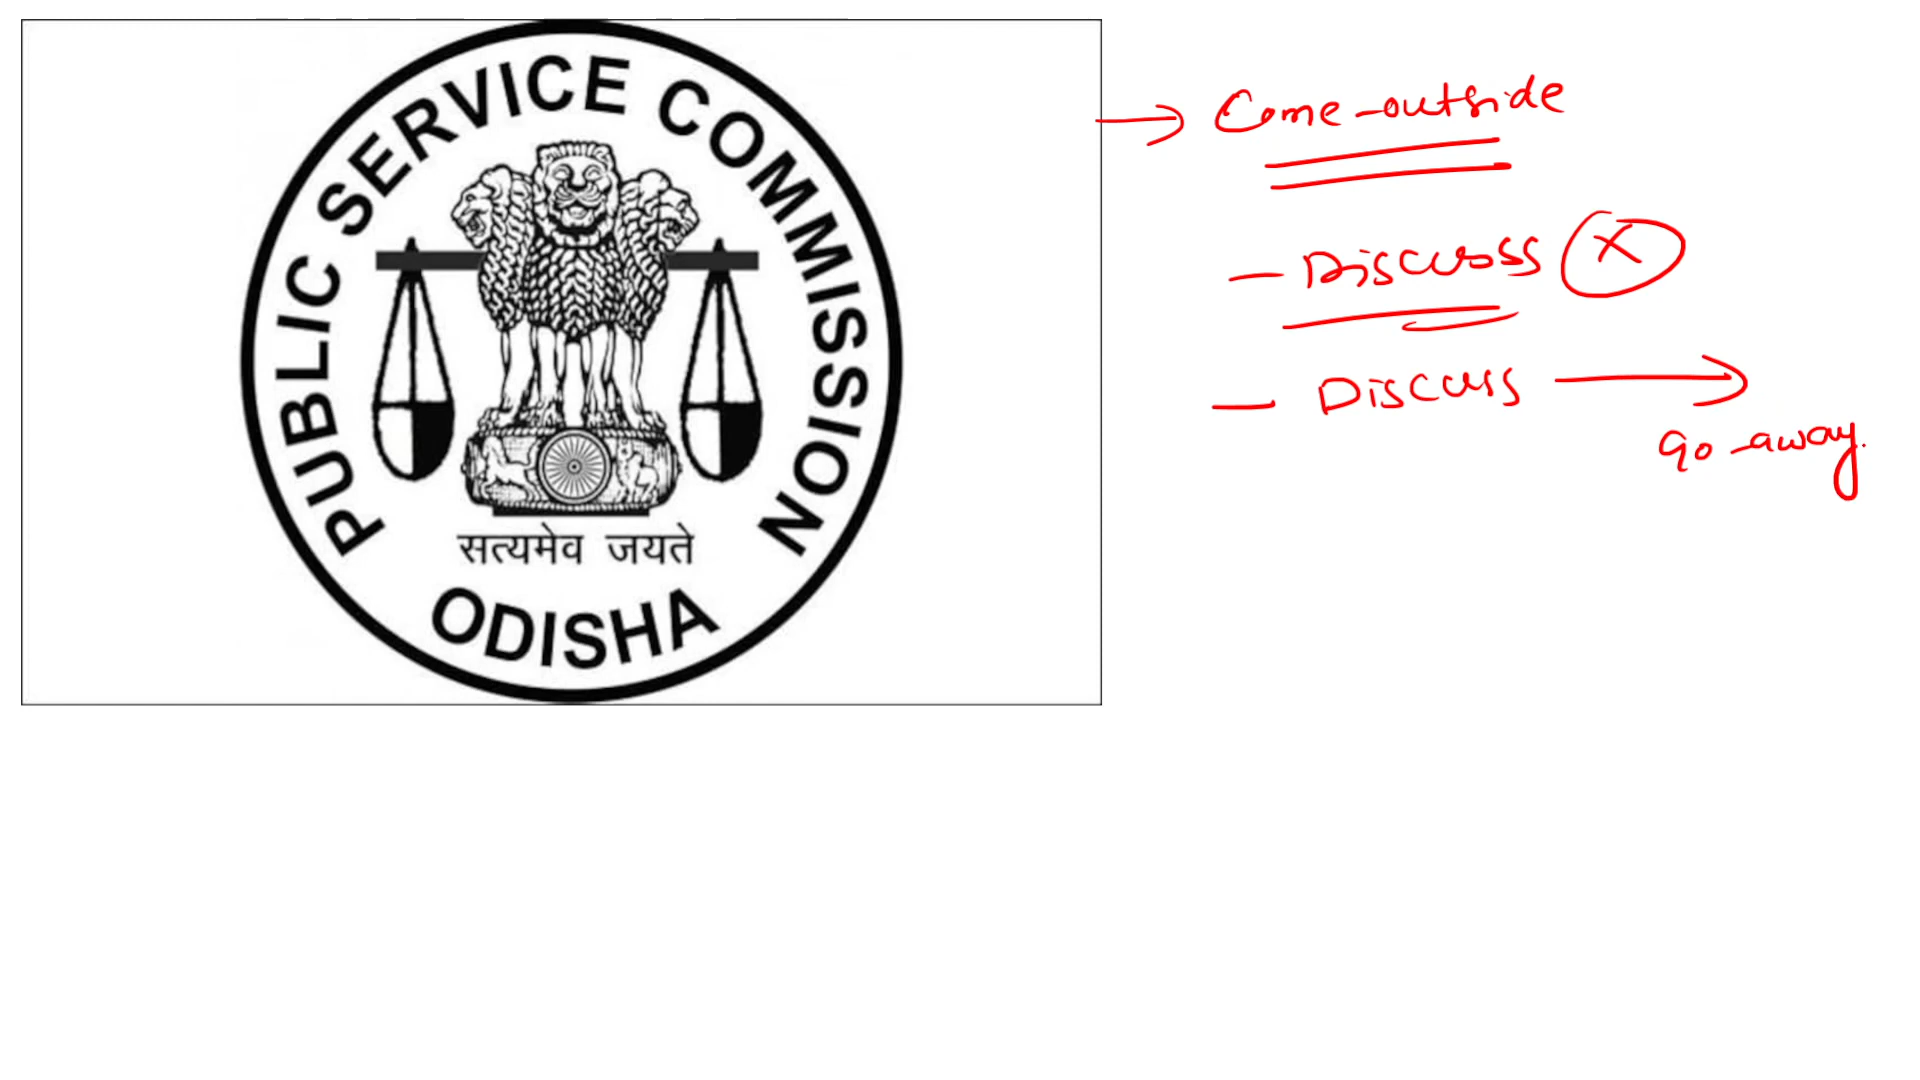 PUBLIC SERVICE COMMISSION
सत्यमेव जयते
ODISHA
→ Come-outside
- Discuss X
- Discuss →
go-away.